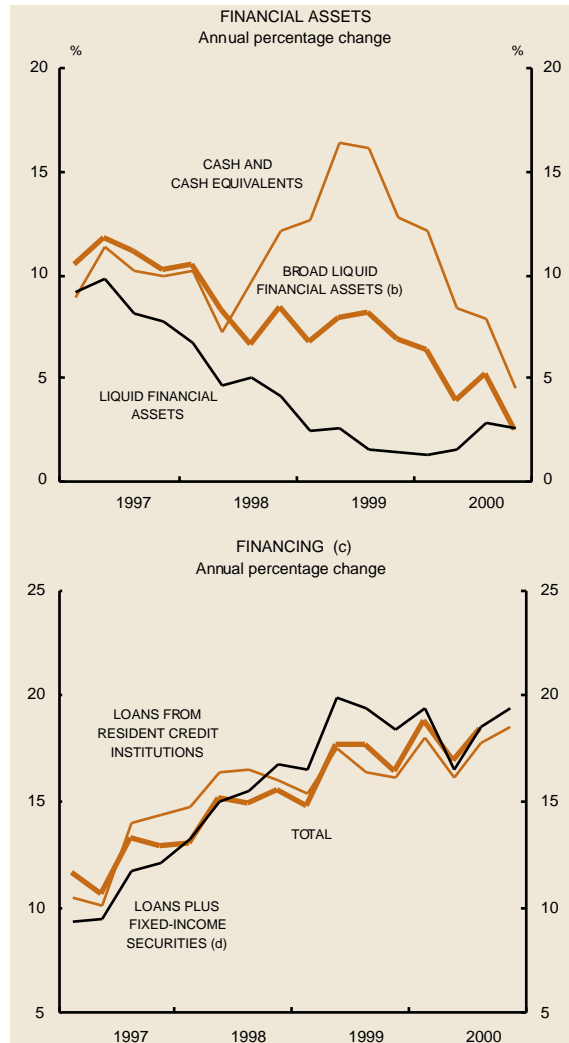 FINANCIAL ASSETS
Annual percentage change
% %
20 20
15 15
CASH AND
CASH EQUIVALENTS
10 10
BROAD LIQUID
FINANCIAL ASSETS (b)
5 5
LIQUID FINANCIAL
ASSETS
0 0
1997 1998 1999 2000
FINANCING (c)
Annual percentage change
25 25
20 20
LOANS FROM
RESIDENT CREDIT
INSTITUTIONS
15 15
TOTAL
10 10
LOANS PLUS
FIXED-INCOME
SECURITIES (d)
5 5
1997 1998 1999 2000